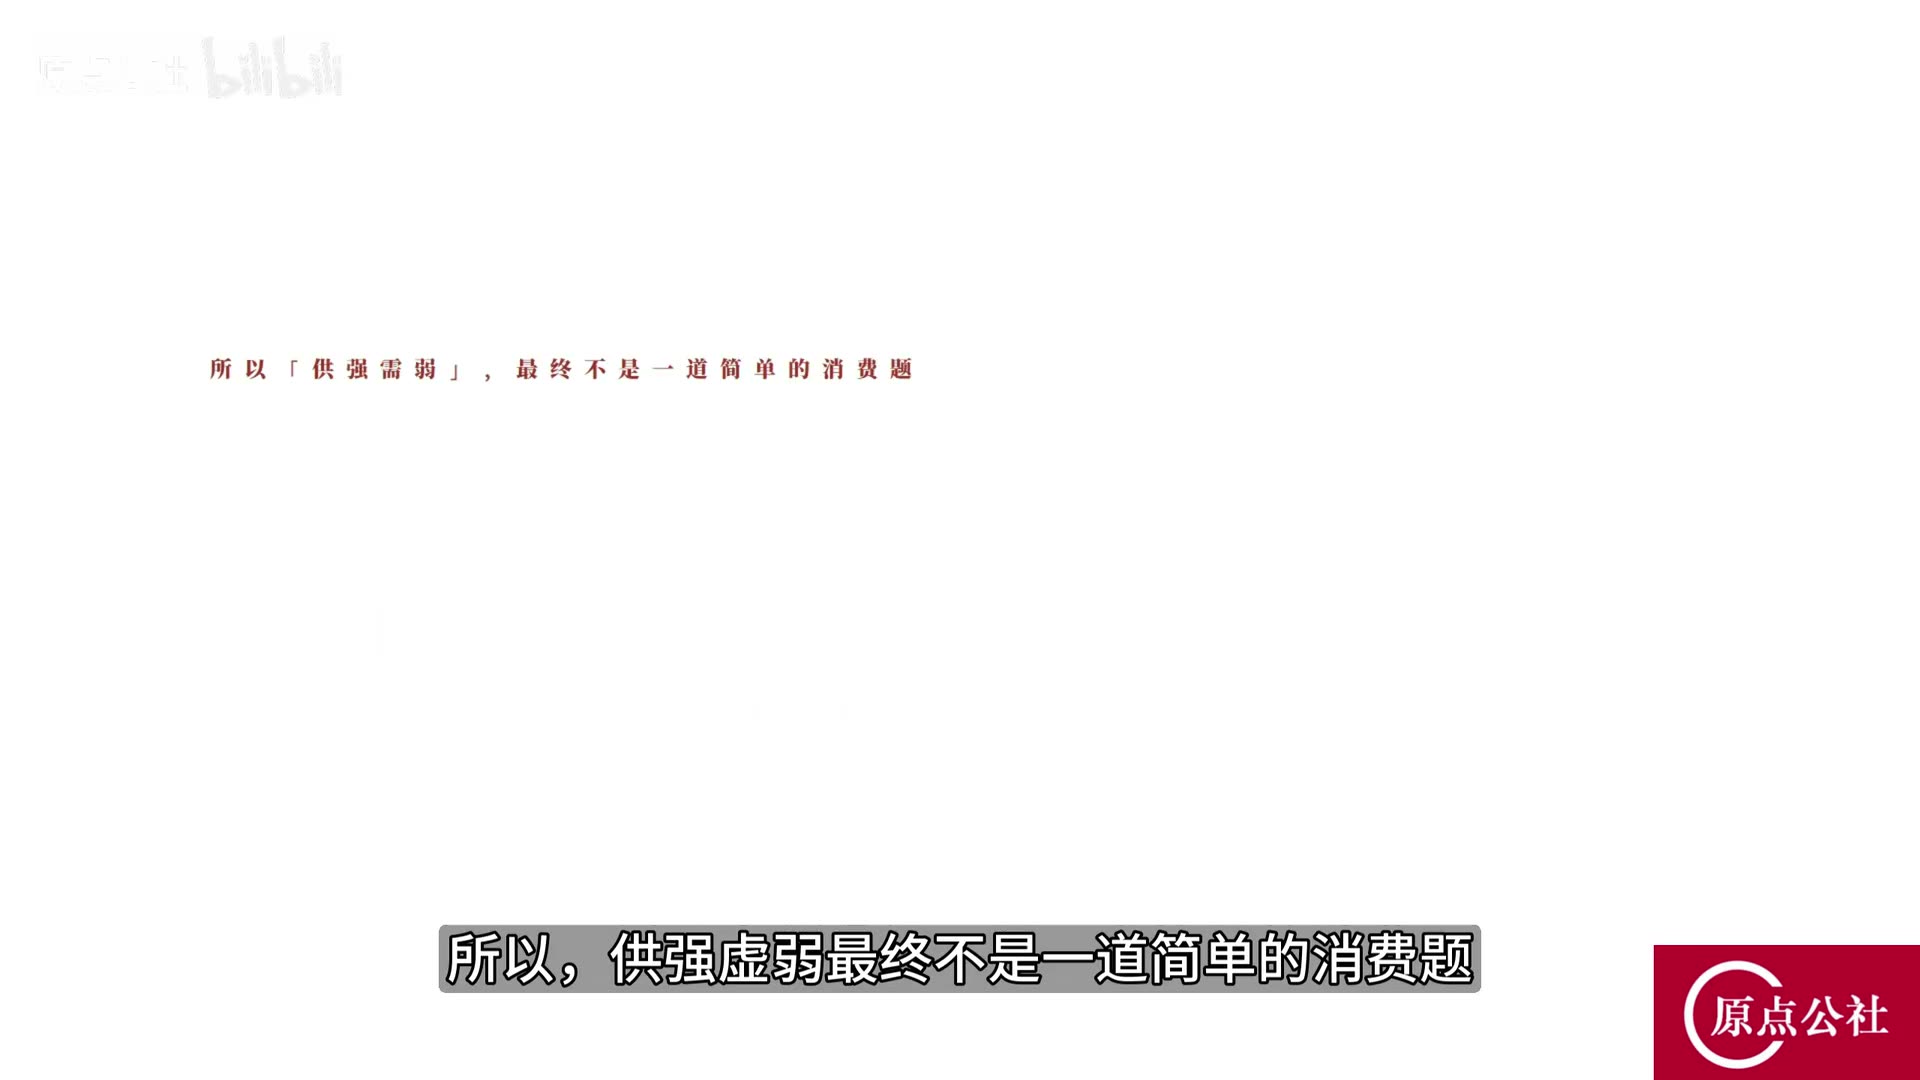 bilibili
所以「供强需弱」，最终不是一道简单的消费题
所以，供强虚弱最终不是一道简单的消费题
原点公社